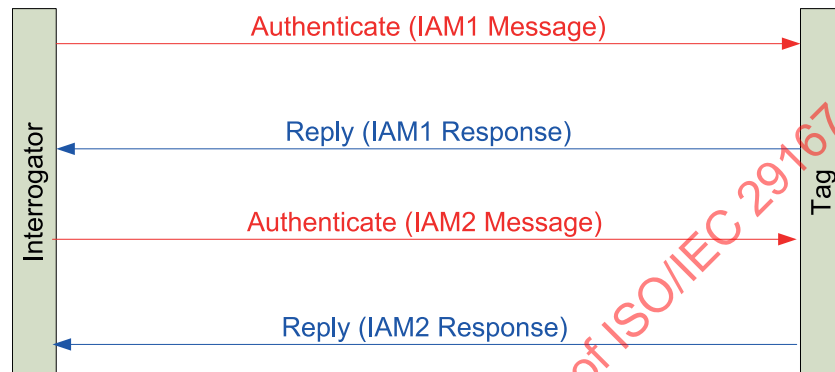 Authenticate (IAM1 Message)
Reply (IAM1 Response)
Interrogator
Tag
Authenticate (IAM2 Message)
Reply (IAM2 Response)
of ISO/IEC 29167